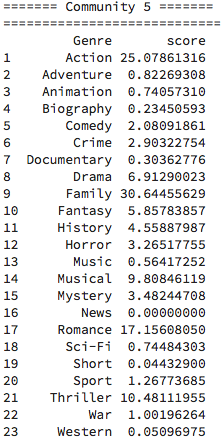 ======= Community 5 =======
===========================
Genre score
1 Action 25.07861316
2 Adventure 0.82269308
3 Animation 0.74057310
4 Biography 0.23450593
5 Comedy 2.08091861
6 Crime 2.90322754
7 Documentary 0.30362776
8 Drama 6.91290023
9 Family 30.64455629
10 Fantasy 5.85783857
11 History 4.55887987
12 Horror 3.26517755
13 Music 0.56417252
14 Musical 9.80846119
15 Mystery 3.48244708
16 News 0.00000000
17 Romance 17.15608050
18 Sci-Fi 0.74484303
19 Short 0.04432900
20 Sport 1.26773685
21 Thriller 10.48111955
22 War 1.00196264
23 Western 0.05096975